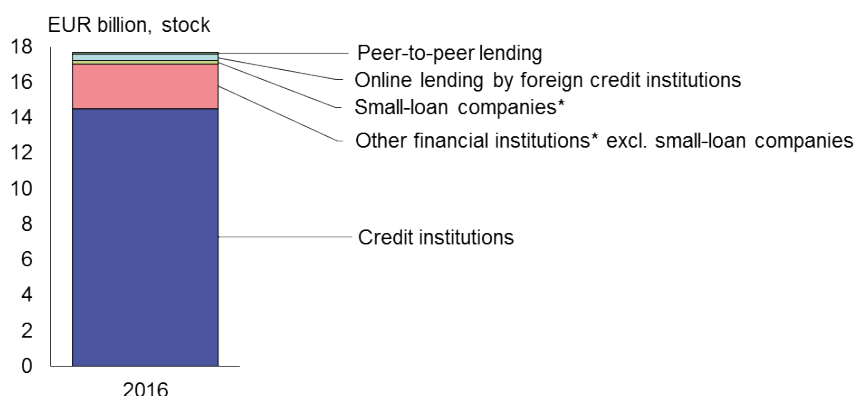 EUR billion, stock
18
16
14
12
10
8
6
4
2
0
Peer-to-peer lending
Online lending by foreign credit institutions
Small-loan companies*
Other financial institutions* excl. small-loan companies
Credit institutions
2016